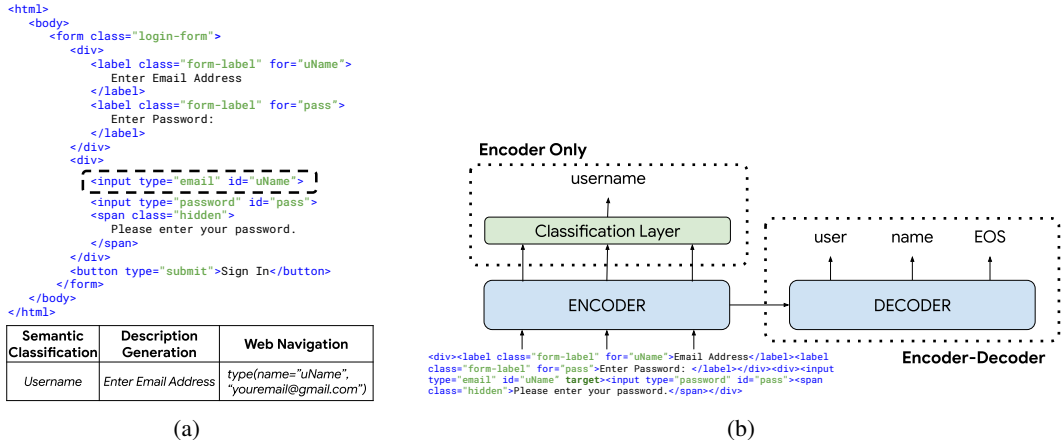 <html>
<body>
<form class="login-form">
<div>
<label class="form-label" for="uName">
Enter Email Address
</label>
<label class="form-label" for="pass">
Enter Password:
</label>
</div>
<div>
<input type="email" id="uName">
<input type="password" id="pass">
<span class="hidden">
Please enter your password.
</span>
</div>
<button type="submit">Sign In</button>
</form>
</body>
</html>
Semantic Classification
Description Generation
Web Navigation
Username
Enter Email Address
type(name="uName",
"youremail@gmail.com")
(a)
Encoder Only
username
Classification Layer
ENCODER
user name EOS
DECODER
Encoder-Decoder
<div><label class="form-label" for="uName">Email Address</label><label
class="form-label" for="pass">Enter Password: </label></div><div><input
type="email" id="uName" target><input type="password" id="pass"><span
class="hidden">Please enter your password.</span></div>
(b)